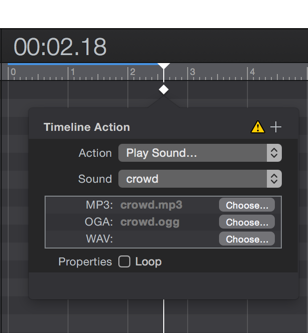 00:02.18
0 1 2 3 4
Timeline Action
Action Play Sound...
Sound crowd
MP3: crowd.mp3 Choose...
OGA: crowd.ogg Choose...
WAV: Choose...
Properties Loop